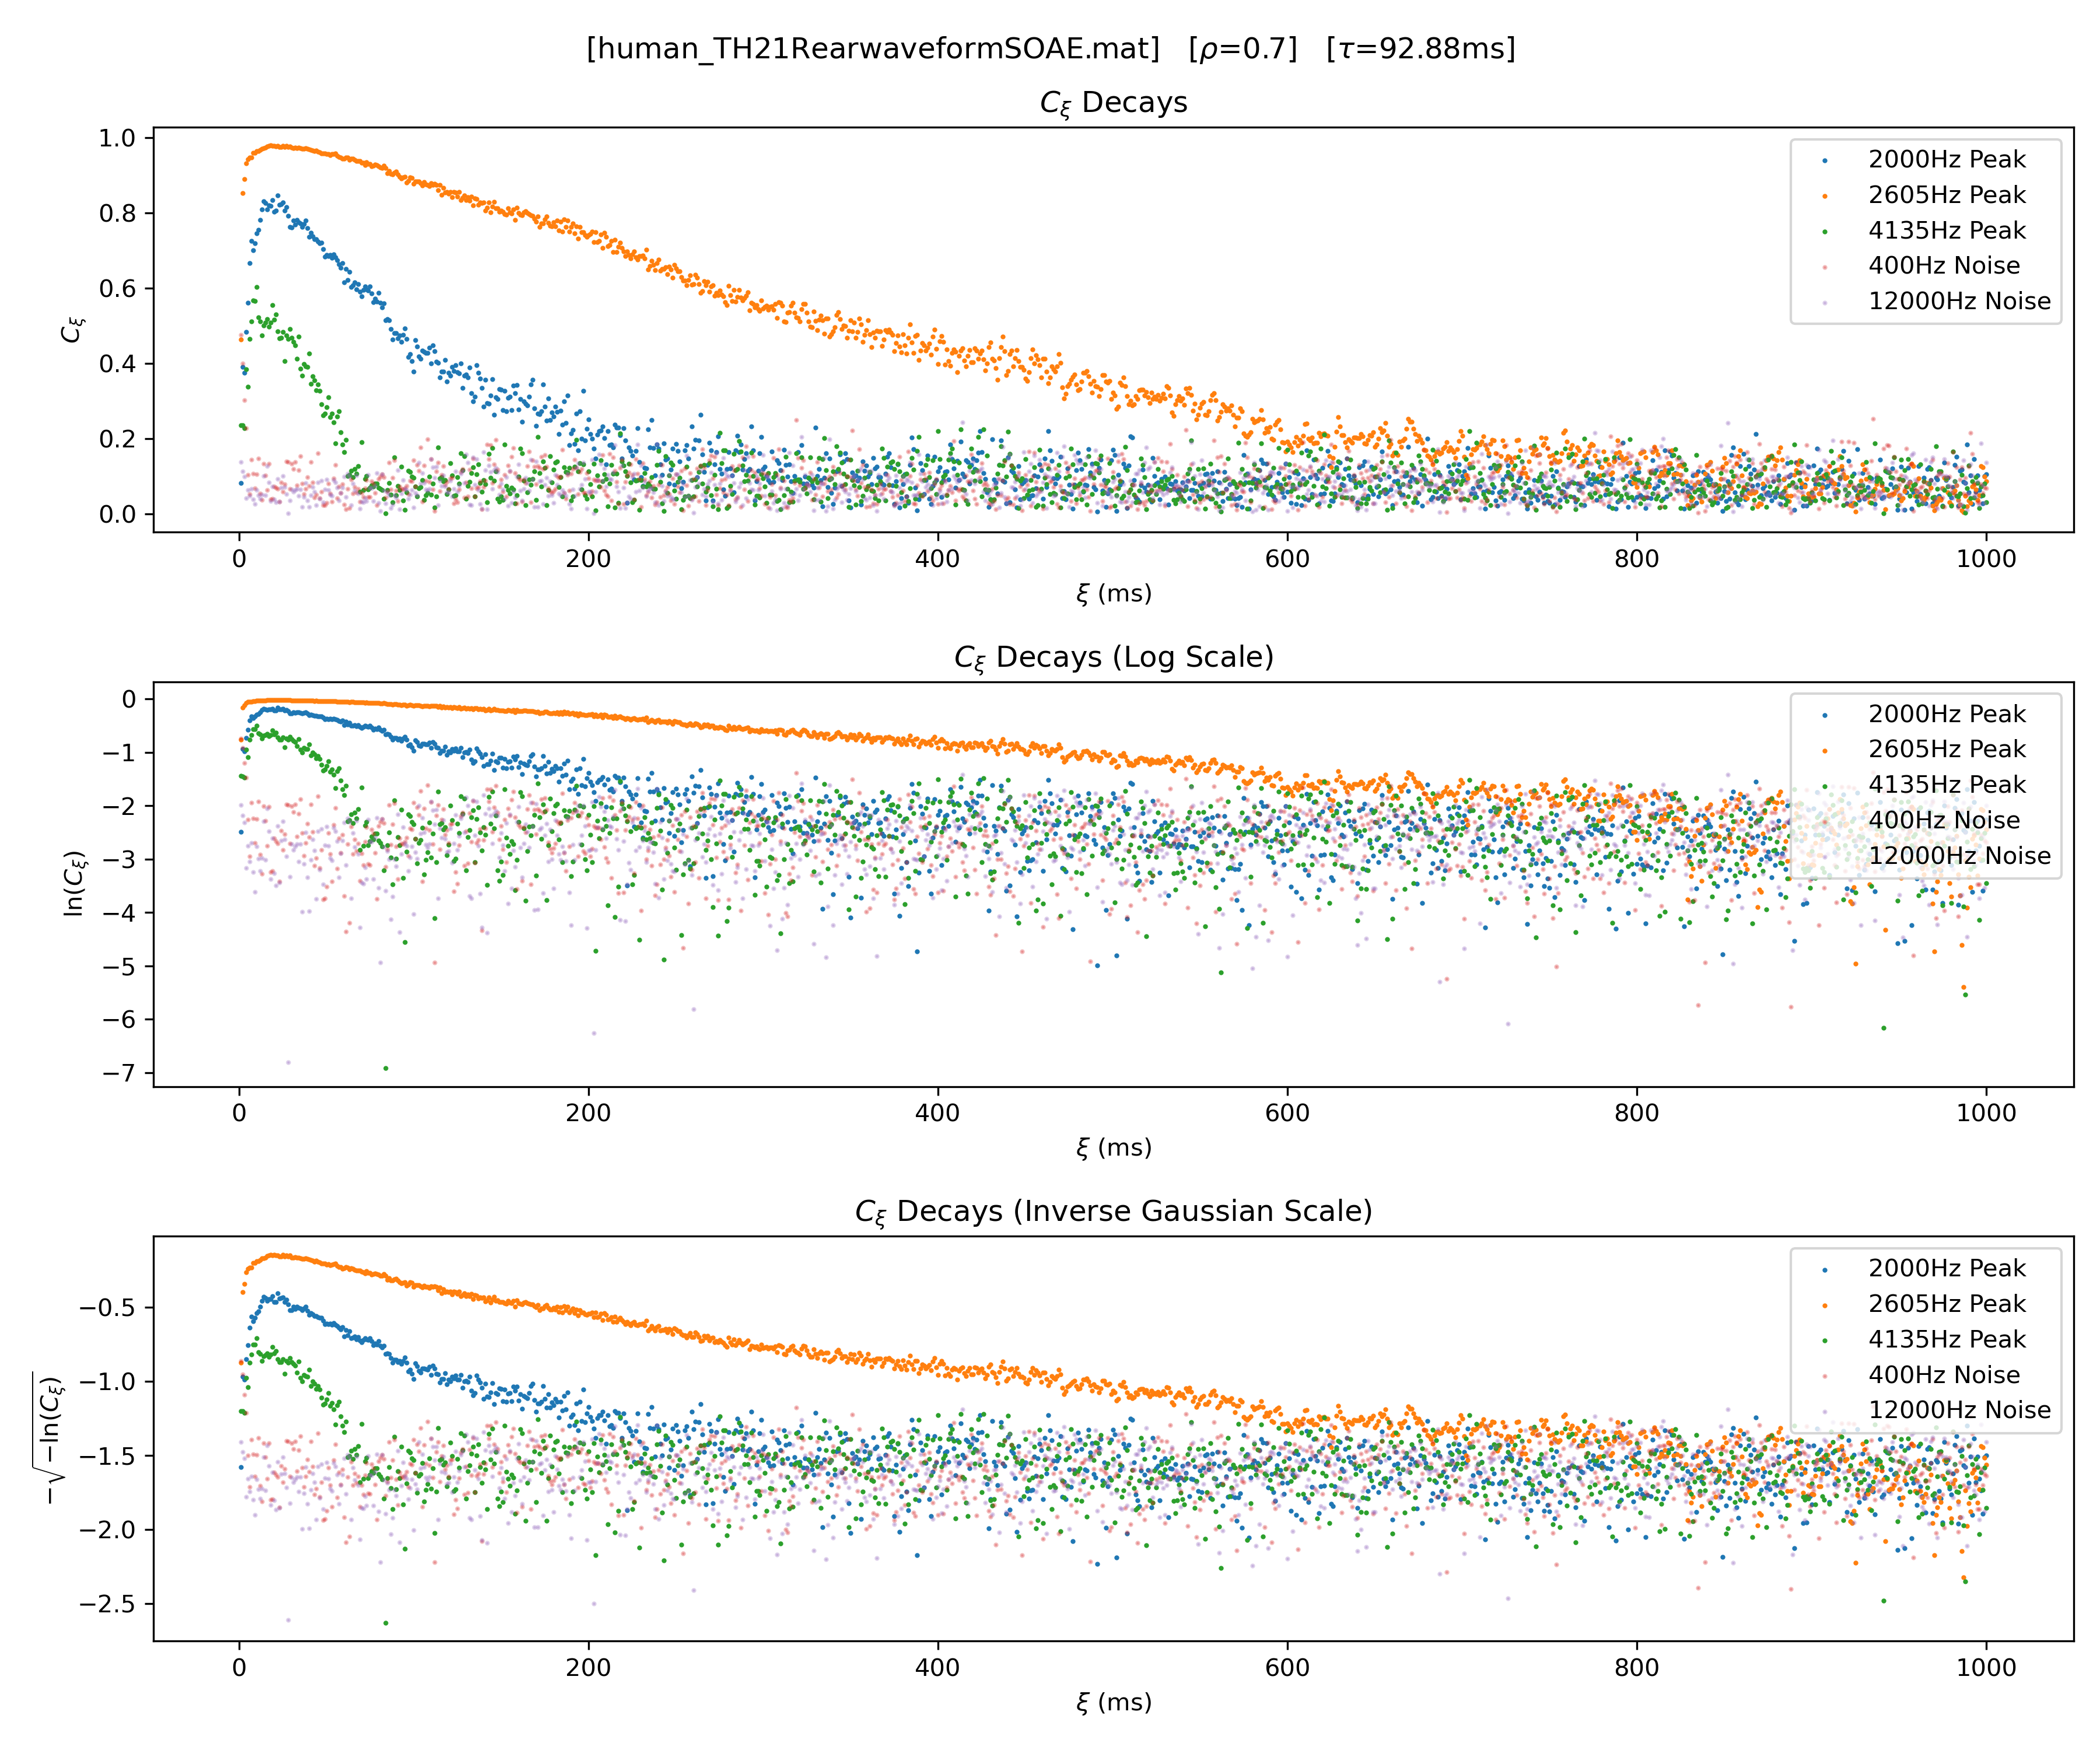 [human_TH21RearwaveformSOAE.mat]   [ρ=0.7]   [τ=92.88ms]
C_ξ Decays
1.0
0.8
0.6
0.4
0.2
0.0
C_ξ
0 200 400 600 800 1000
ξ (ms)
2000Hz Peak
2605Hz Peak
4135Hz Peak
400Hz Noise
12000Hz Noise
C_ξ Decays (Log Scale)
0
−1
−2
−3
−4
−5
−6
−7
ln(C_ξ)
0 200 400 600 800 1000
ξ (ms)
2000Hz Peak
2605Hz Peak
4135Hz Peak
400Hz Noise
12000Hz Noise
C_ξ Decays (Inverse Gaussian Scale)
−0.5
−1.0
−1.5
−2.0
−2.5
−√−ln(C_ξ)
0 200 400 600 800 1000
ξ (ms)
2000Hz Peak
2605Hz Peak
4135Hz Peak
400Hz Noise
12000Hz Noise